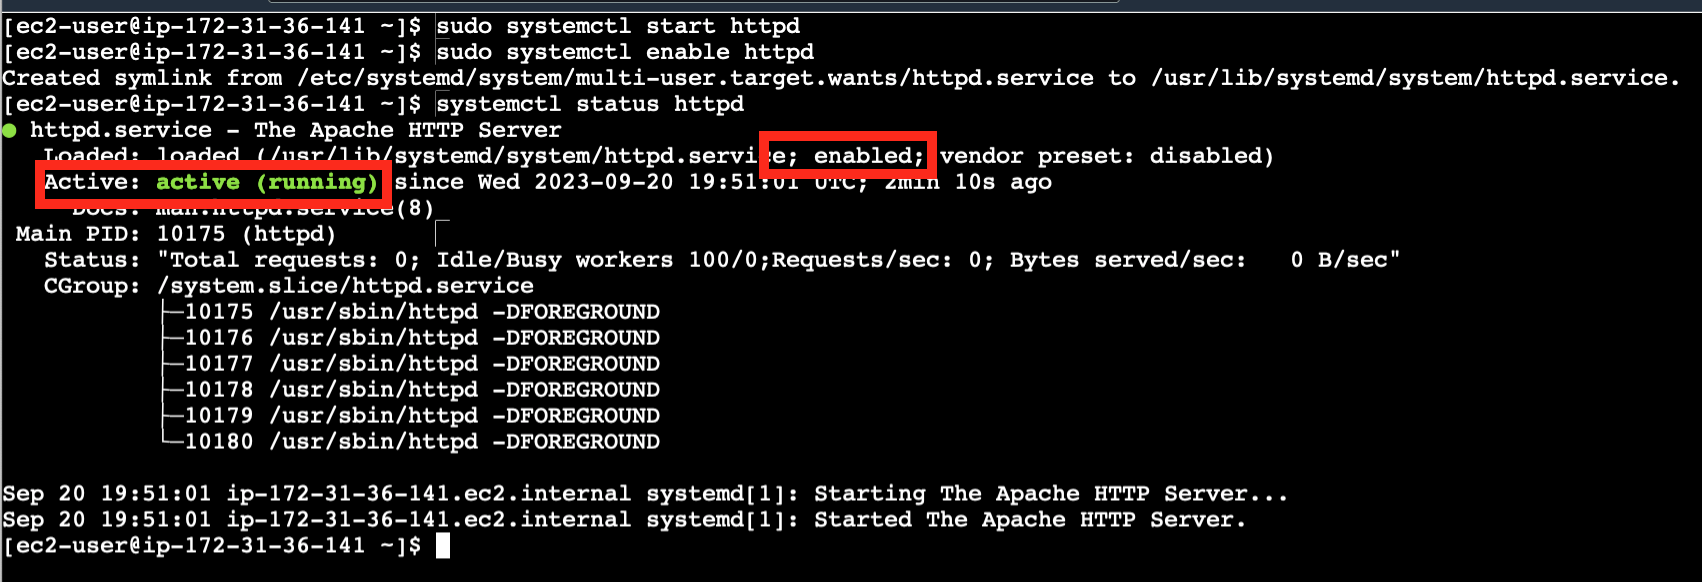 [ec2-user@ip-172-31-36-141 ~]$ sudo systemctl start httpd
[ec2-user@ip-172-31-36-141 ~]$ sudo systemctl enable httpd
Created symlink from /etc/systemd/system/multi-user.target.wants/httpd.service to /usr/lib/systemd/system/httpd.service.
[ec2-user@ip-172-31-36-141 ~]$ systemctl status httpd
● httpd.service - The Apache HTTP Server
Loaded: loaded (/usr/lib/systemd/system/httpd.service; enabled; vendor preset: disabled)
Active: active (running) since Wed 2023-09-20 19:51:01 UTC; 2min 10s ago
Docs: man:httpd.service(8)
Main PID: 10175 (httpd)
Status: "Total requests: 0; Idle/Busy workers 100/0;Requests/sec: 0; Bytes served/sec:   0 B/sec"
CGroup: /system.slice/httpd.service
├─10175 /usr/sbin/httpd -DFOREGROUND
├─10176 /usr/sbin/httpd -DFOREGROUND
├─10177 /usr/sbin/httpd -DFOREGROUND
├─10178 /usr/sbin/httpd -DFOREGROUND
├─10179 /usr/sbin/httpd -DFOREGROUND
└─10180 /usr/sbin/httpd -DFOREGROUND
Sep 20 19:51:01 ip-172-31-36-141.ec2.internal systemd[1]: Starting The Apache HTTP Server...
Sep 20 19:51:01 ip-172-31-36-141.ec2.internal systemd[1]: Started The Apache HTTP Server.
[ec2-user@ip-172-31-36-141 ~]$